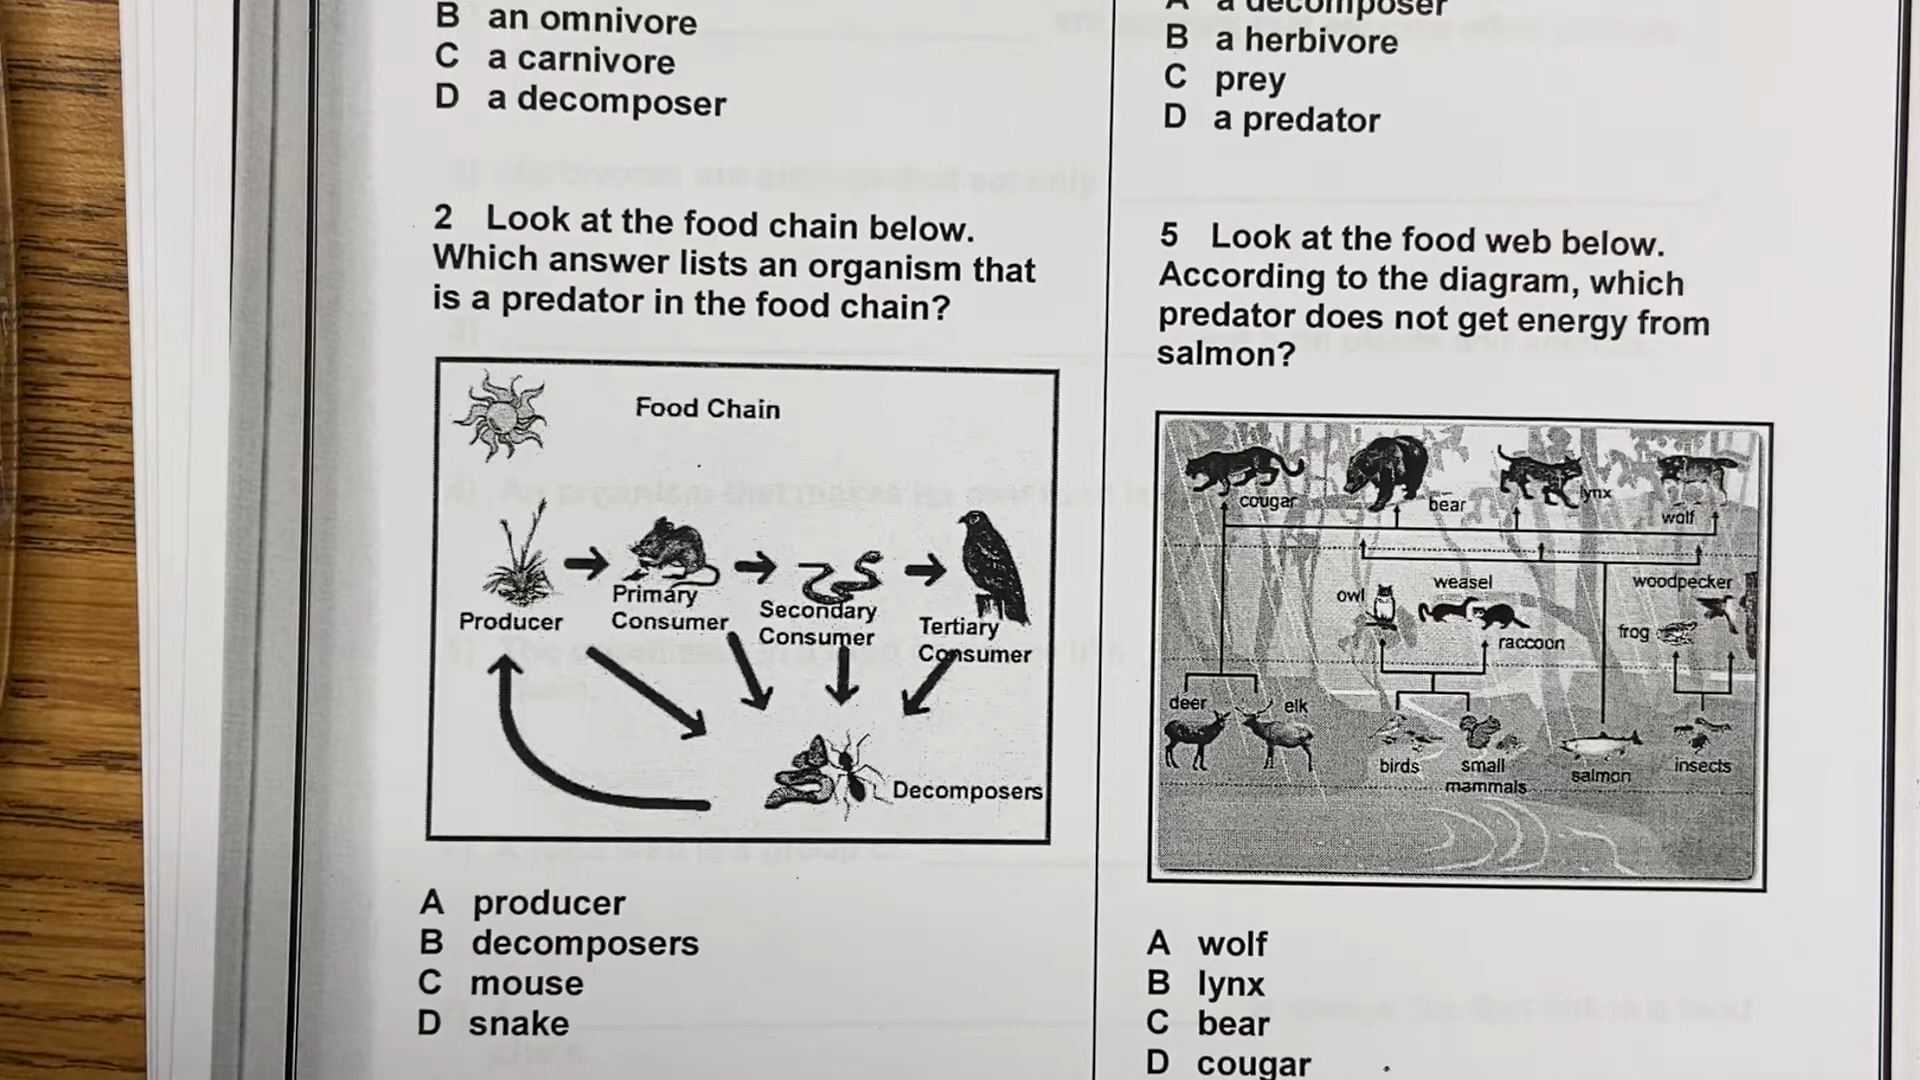 B an omnivore
C a carnivore
D a decomposer
2 Look at the food chain below.
Which answer lists an organism that
is a predator in the food chain?
Food Chain
Producer
Primary
Consumer
Secondary
Consumer
Tertiary
Consumer
Decomposers
A producer
B decomposers
C mouse
D snake
A a decomposer
B a herbivore
C prey
D a predator
5 Look at the food web below.
According to the diagram, which
predator does not get energy from
salmon?
cougar
bear
lynx
wolf
owl
weasel
raccoon
woodpecker
frog
deer
elk
birds
small
mammals
salmon
insects
A wolf
B lynx
C bear
D cougar